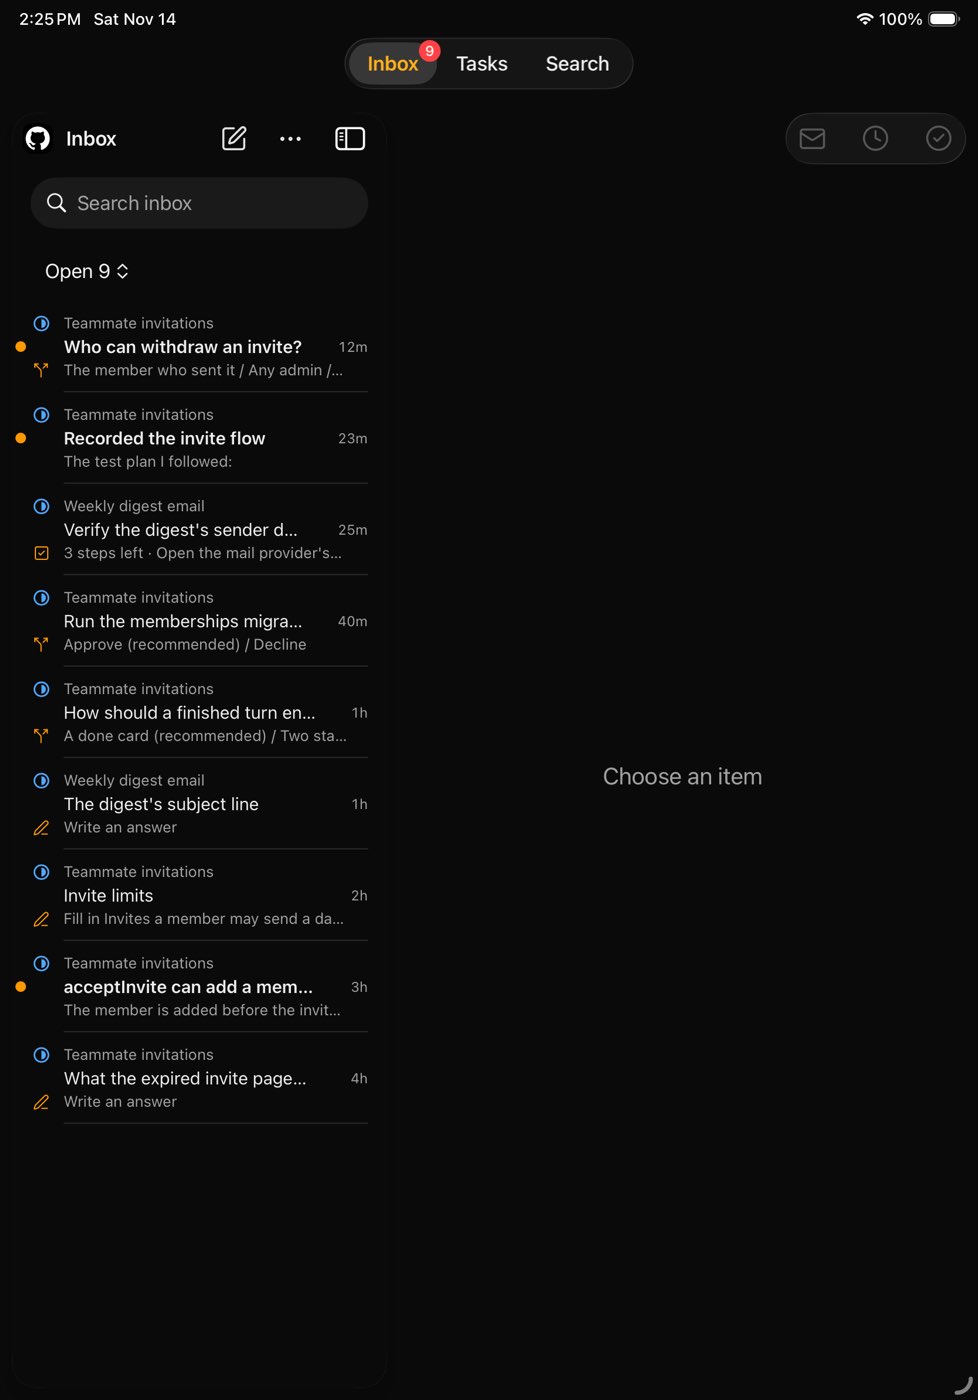 2:25 PM Sat Nov 14
100%
Inbox
9
Tasks
Search
Inbox
Search inbox
Open 9
Teammate invitations
Who can withdraw an invite?
12m
The member who sent it / Any admin /...
Teammate invitations
Recorded the invite flow
23m
The test plan I followed:
Weekly digest email
Verify the digest's sender d...
25m
3 steps left · Open the mail provider's...
Teammate invitations
Run the memberships migra...
40m
Approve (recommended) / Decline
Teammate invitations
How should a finished turn en...
1h
A done card (recommended) / Two sta...
Weekly digest email
The digest's subject line
1h
Write an answer
Teammate invitations
Invite limits
2h
Fill in Invites a member may send a da...
Teammate invitations
acceptInvite can add a mem...
3h
The member is added before the invit...
Teammate invitations
What the expired invite page...
4h
Write an answer
Choose an item